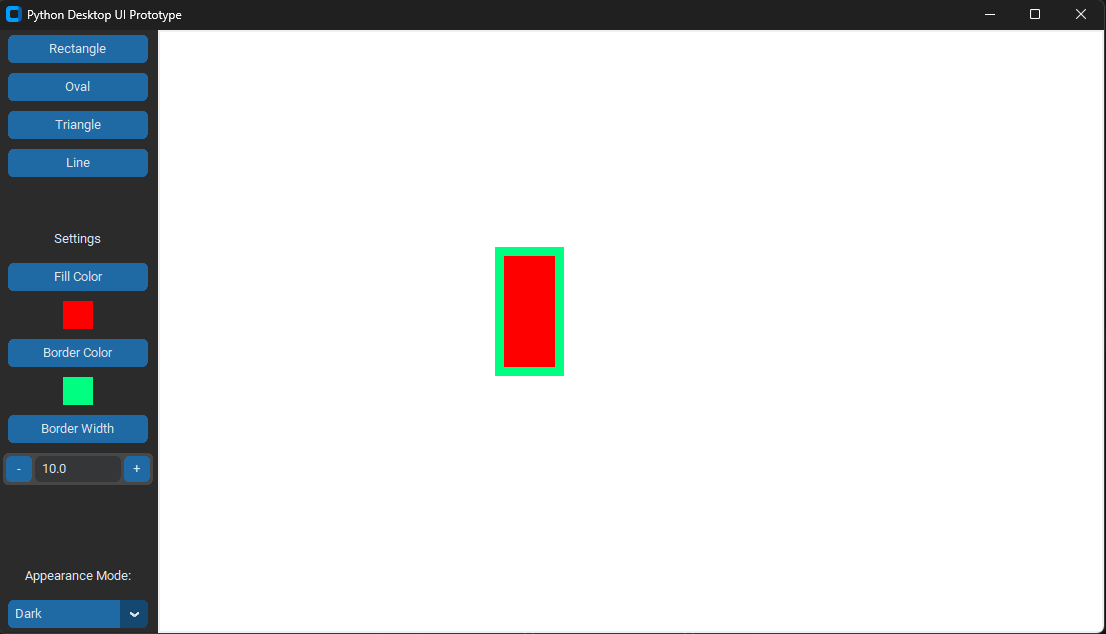 Python Desktop UI Prototype
Rectangle
Oval
Triangle
Line
Settings
Fill Color
Border Color
Border Width
- 10.0 +
Appearance Mode:
Dark